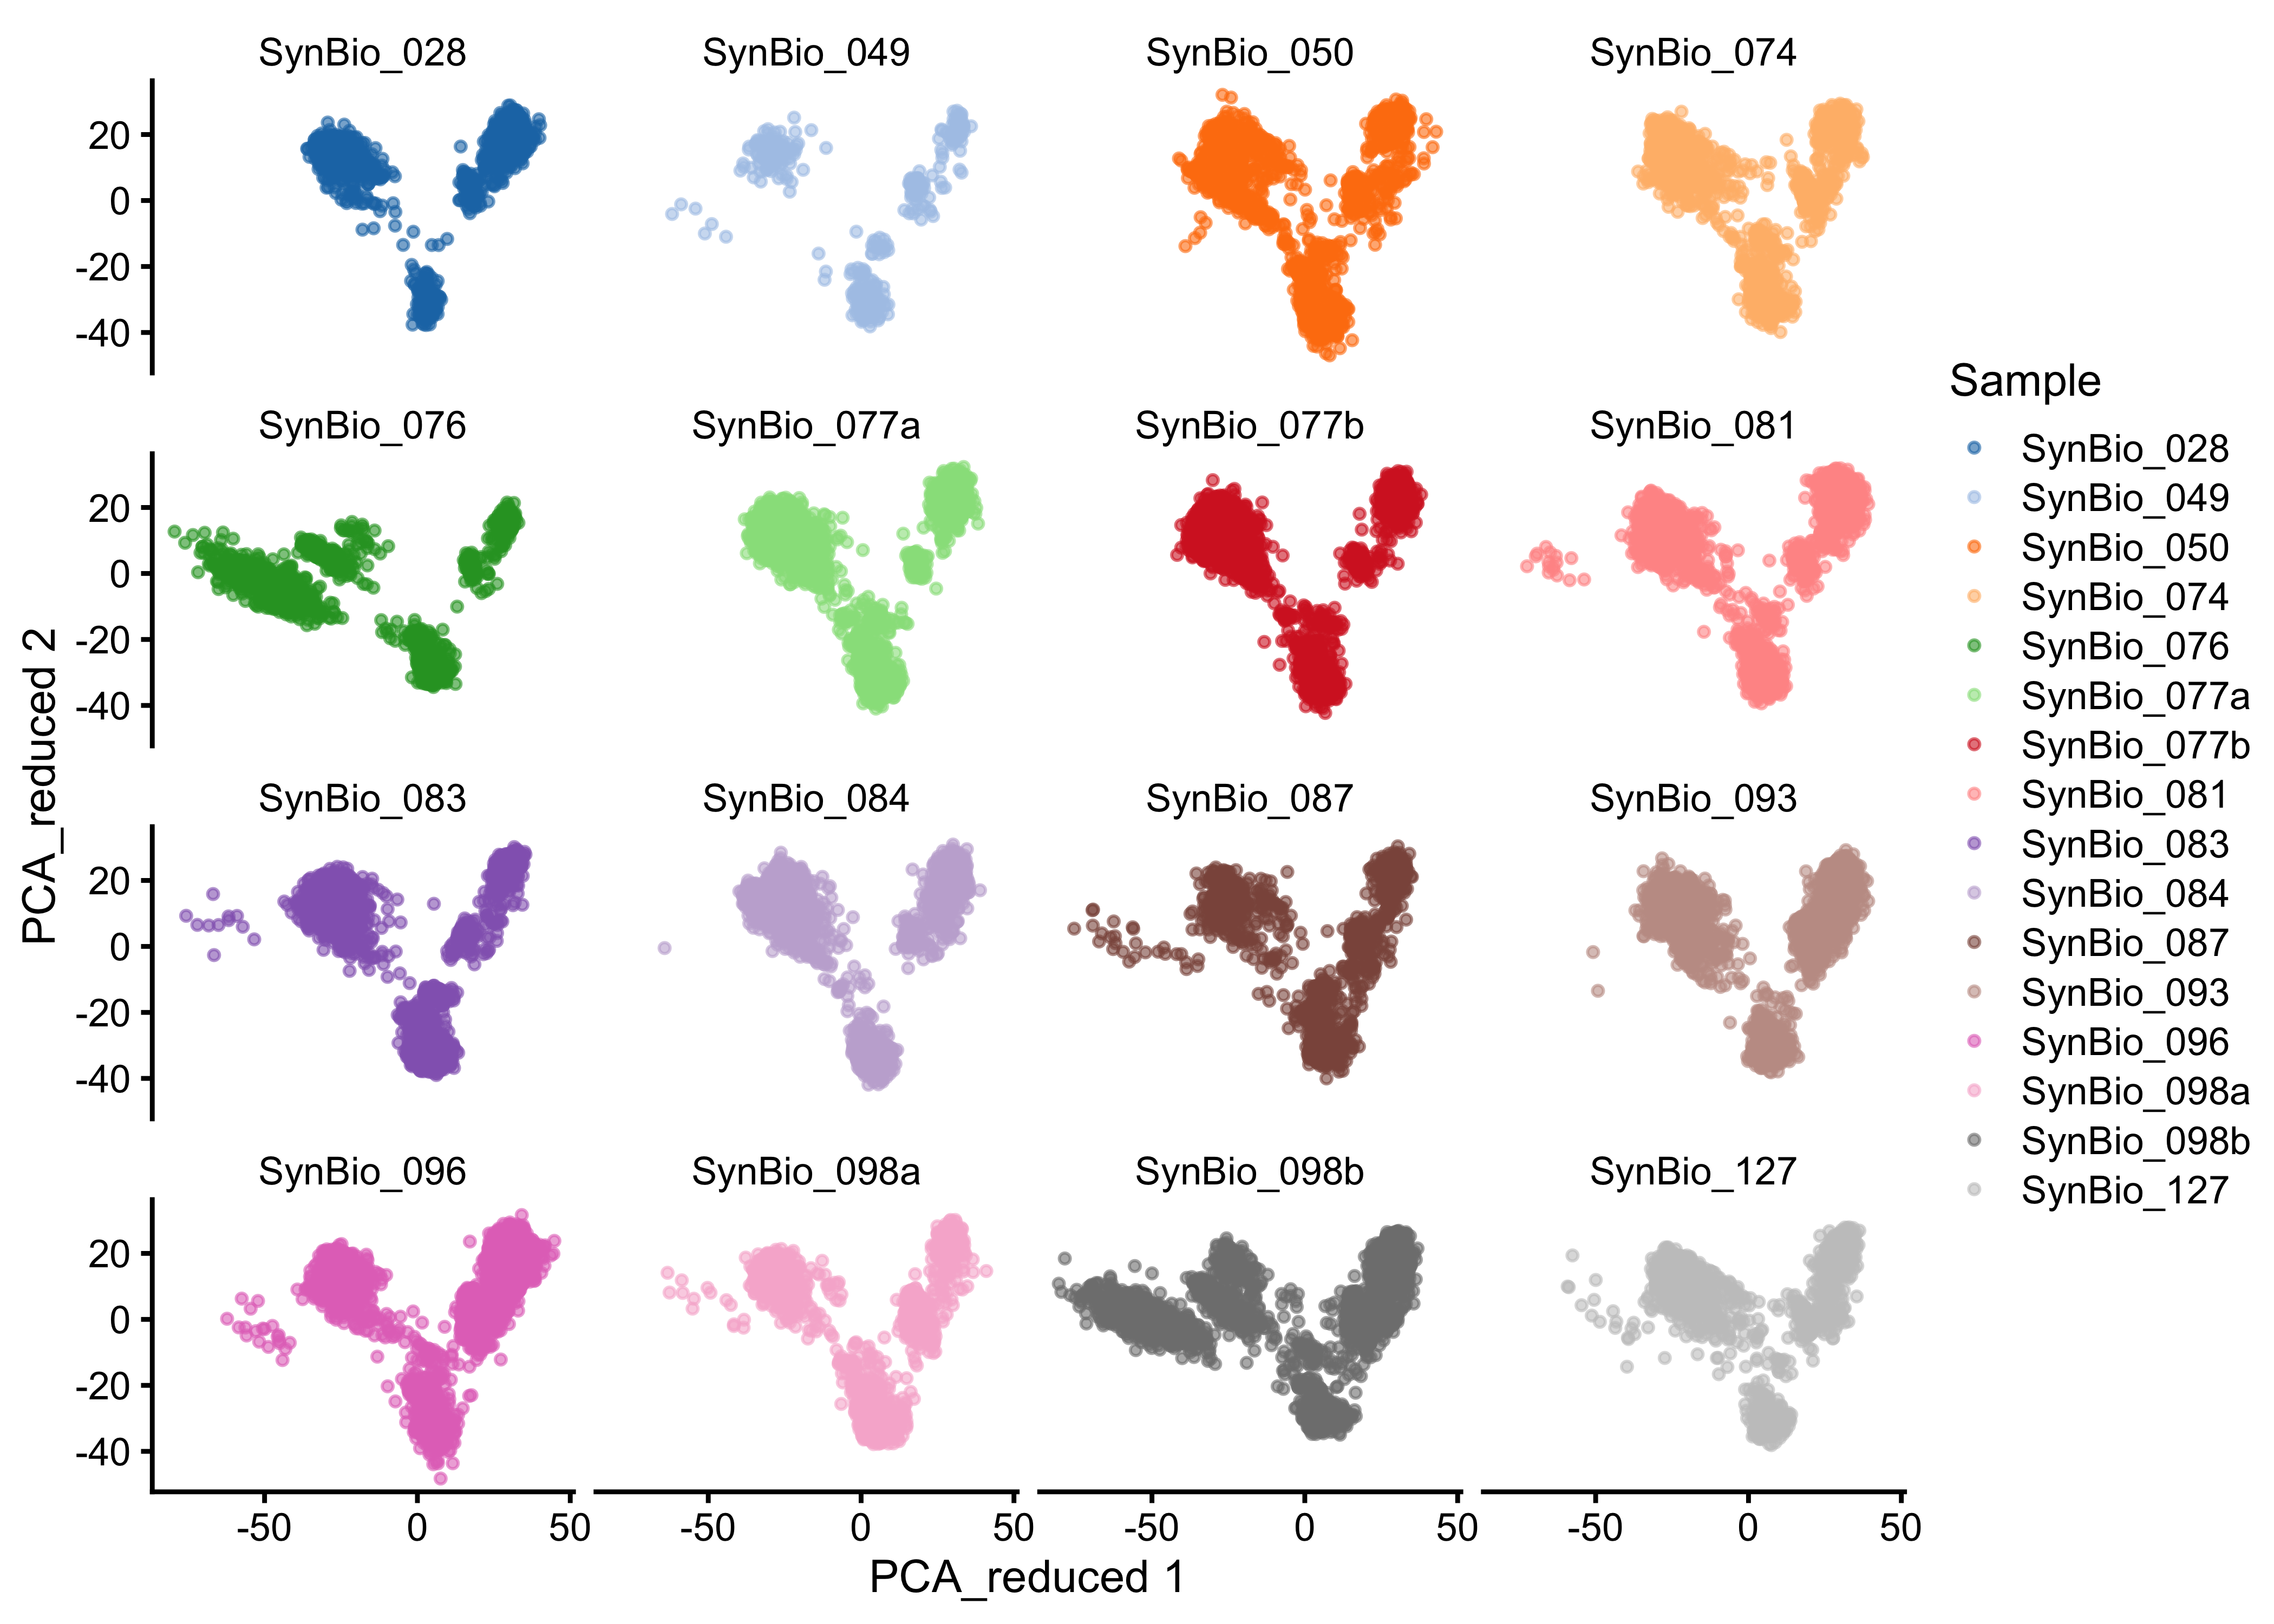 SynBio_028 SynBio_049 SynBio_050 SynBio_074
20
0
-20
-40
SynBio_076 SynBio_077a SynBio_077b SynBio_081
20
0
-20
-40
SynBio_083 SynBio_084 SynBio_087 SynBio_093
20
0
-20
-40
SynBio_096 SynBio_098a SynBio_098b SynBio_127
20
0
-20
-40
-50 0 50 -50 0 50 -50 0 50 -50 0 50
PCA_reduced 1
PCA_reduced 2
Sample
SynBio_028
SynBio_049
SynBio_050
SynBio_074
SynBio_076
SynBio_077a
SynBio_077b
SynBio_081
SynBio_083
SynBio_084
SynBio_087
SynBio_093
SynBio_096
SynBio_098a
SynBio_098b
SynBio_127